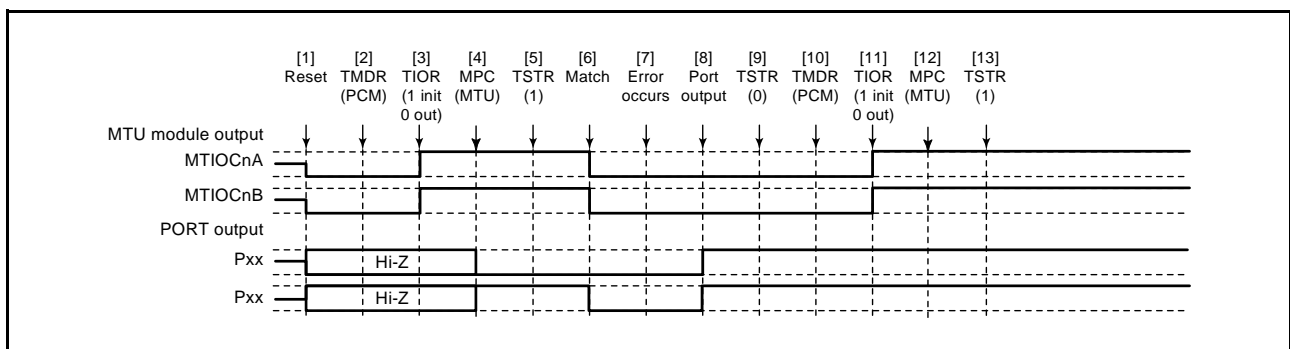 [1] [2] [3] [4] [5] [6] [7] [8] [9] [10] [11] [12] [13]
Reset TMDR TIOR MPC TSTR Match Error Port TSTR TMDR TIOR MPC TSTR
(PCM) (1 init (MTU) (1) occurs output (0) (PCM) (1 init (MTU) (1)
0 out) 0 out)
MTU module output
MTIOCnA
MTIOCnB
PORT output
Pxx Hi-Z
Pxx Hi-Z